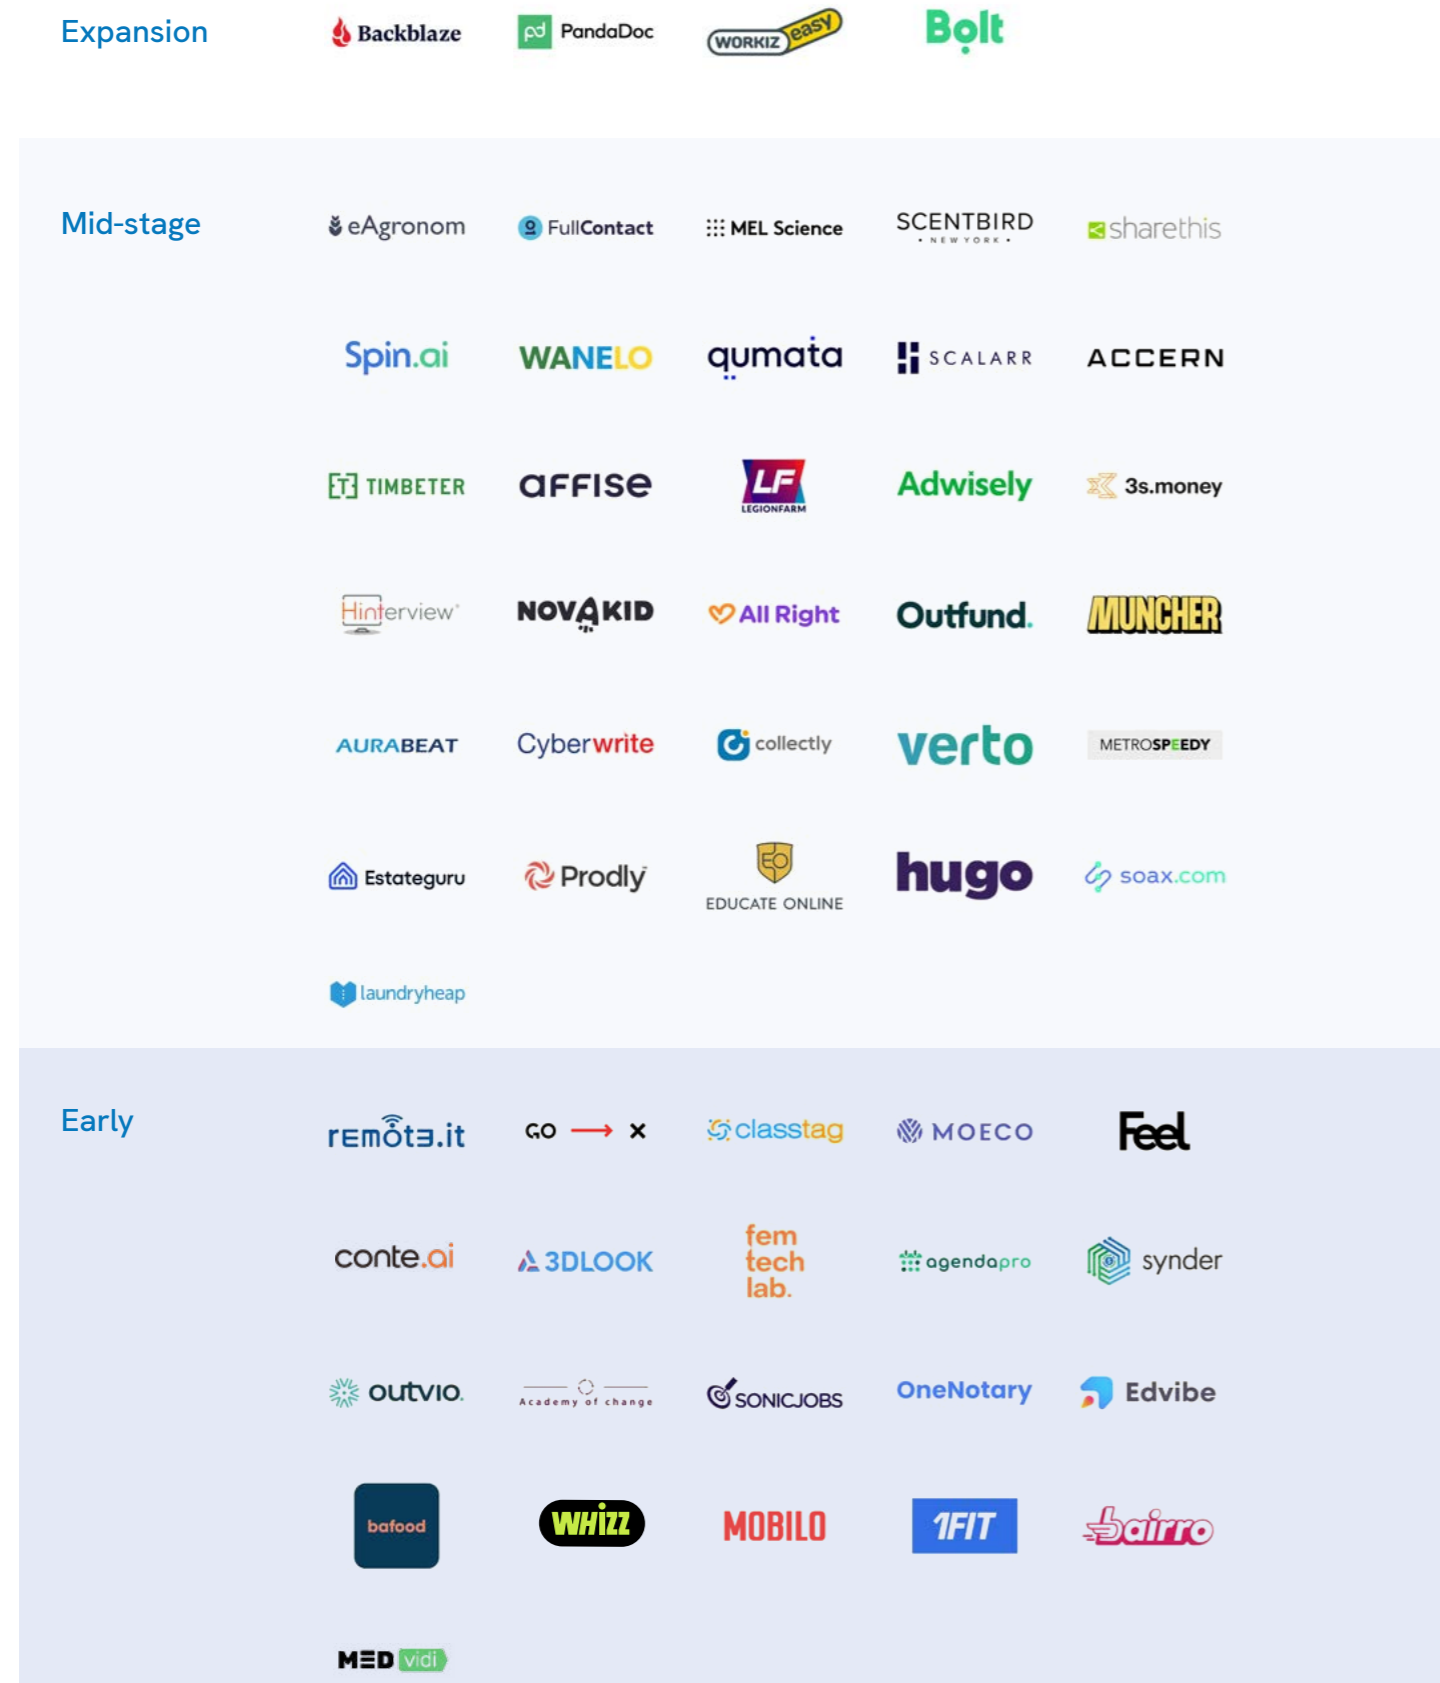 Expansion
Backblaze
pd PandaDoc
WORKIZ easy
Bolt
Mid-stage
eAgronom
FullContact
MEL Science
SCENTBIRD
• NEW YORK •
sharethis
Spin.ai
WANELO
qumata
SCALARR
ACCERN
[T] TIMBETER
affise
LF
LEGIONFARM
Adwisely
3s.money
Hinterview
NOVAKID
All Right
Outfund.
MUNCHER
AURABEAT
Cyberwrite
collectly
verto
METROSPEEDY
Estateguru
Prodly
EO
EDUCATE ONLINE
hugo
soax.com
laundryheap
Early
remote.it
GO → X
classtag
MOECO
Feel
conte.ai
3DLOOK
fem
tech
lab.
agendapro
synder
outvio.
Academy of change
SONICJOBS
OneNotary
Edvibe
bafood
WHIZZ
MOBILO
1FIT
bairro
MED vidi